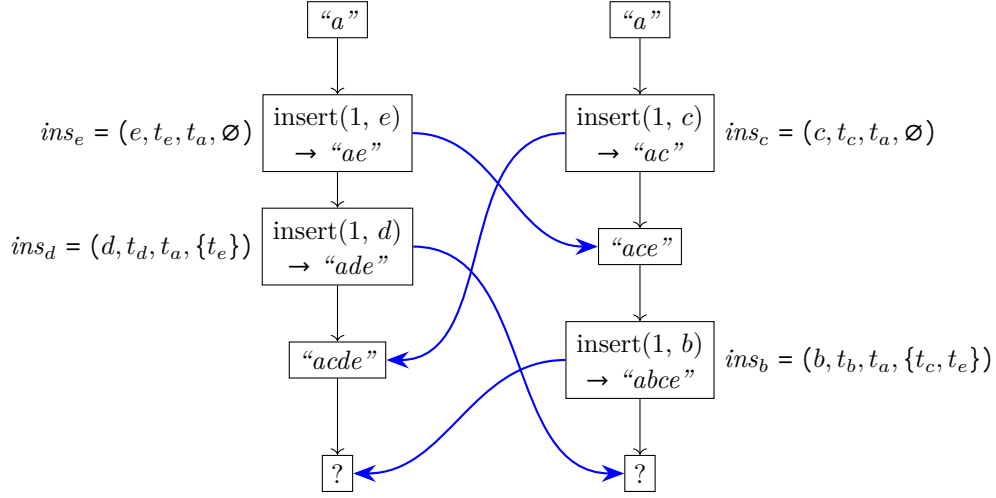 “a”
“a”
ins_e = (e, t_e, t_a, ∅)
insert(1, e)
→ “ae”
insert(1, c)
→ “ac”
ins_c = (c, t_c, t_a, ∅)
ins_d = (d, t_d, t_a, {t_e})
insert(1, d)
→ “ade”
“ace”
“acde”
insert(1, b)
→ “abce”
ins_b = (b, t_b, t_a, {t_c, t_e})
?
?